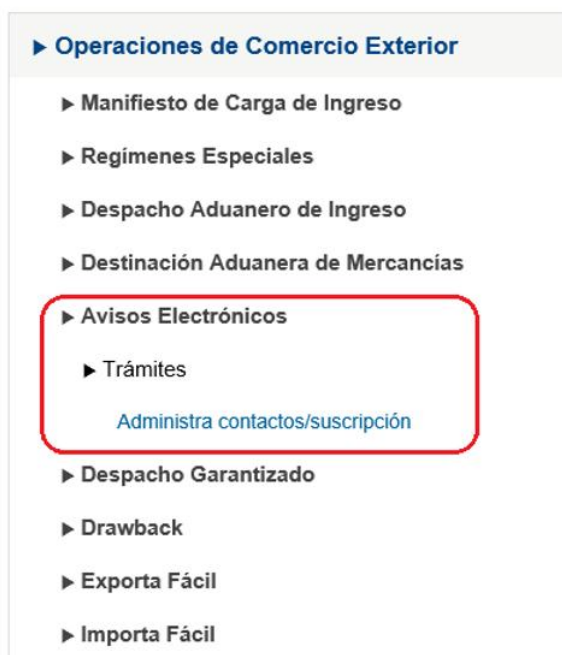 Operaciones de Comercio Exterior
Manifiesto de Carga de Ingreso
Regímenes Especiales
Despacho Aduanero de Ingreso
Destinación Aduanera de Mercancías
Avisos Electrónicos
Trámites
Administra contactos/suscripción
Despacho Garantizado
Drawback
Exporta Fácil
Importa Fácil